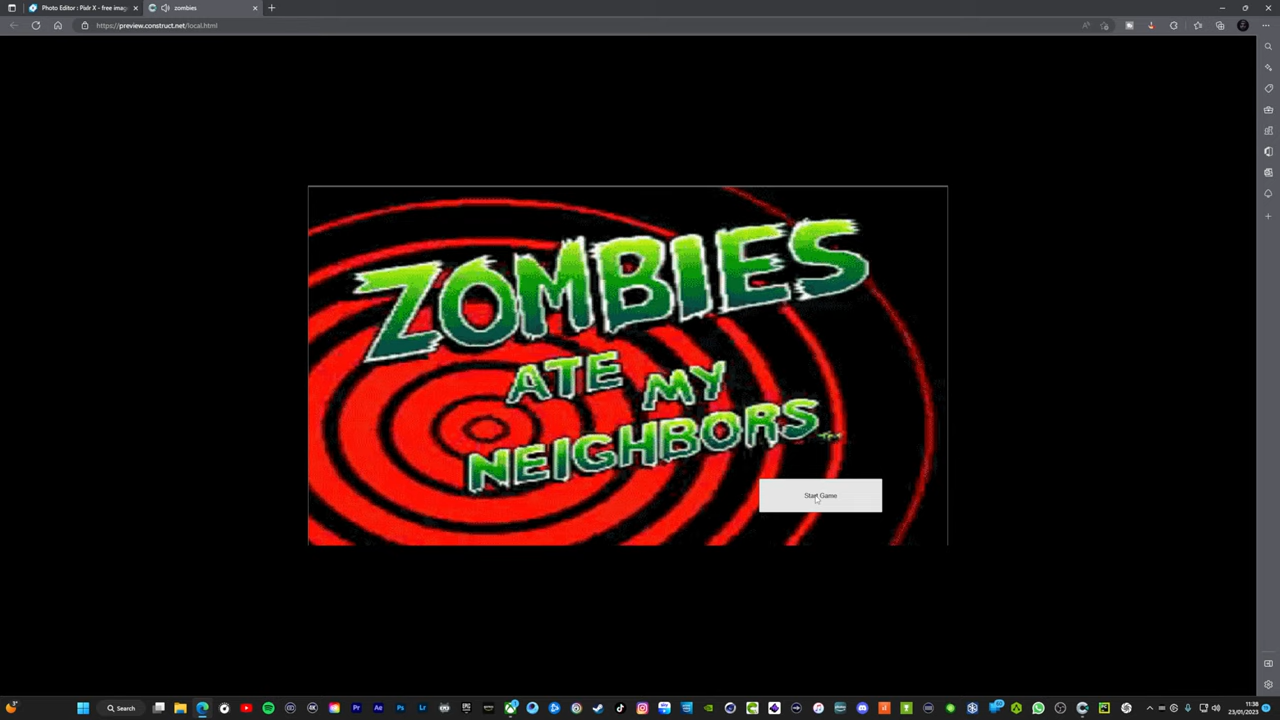 Photo Editor : Pixlr X - free imag
zombies
https://preview.construct.net/local.html
ZOMBIES
ATE MY
NEIGHBORS™
Start Game
Search
11:38
23/01/2023